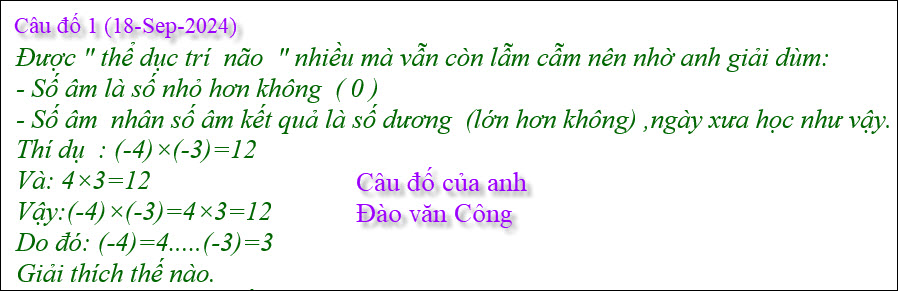 Câu đố 1 (18-Sep-2024)
Được " thể dục trí não " nhiều mà vẫn còn lẫm cẫm nên nhờ anh giải dùm:
- Số âm là số nhỏ hơn không ( 0 )
- Số âm nhân số âm kết quả là số dương (lớn hơn không) ,ngày xưa học như vậy.
Thí dụ : (-4)×(-3)=12
Và: 4×3=12
Vậy:(-4)×(-3)=4×3=12
Do đó: (-4)=4.....(-3)=3
Giải thích thế nào.
Câu đố của anh
Đào văn Công